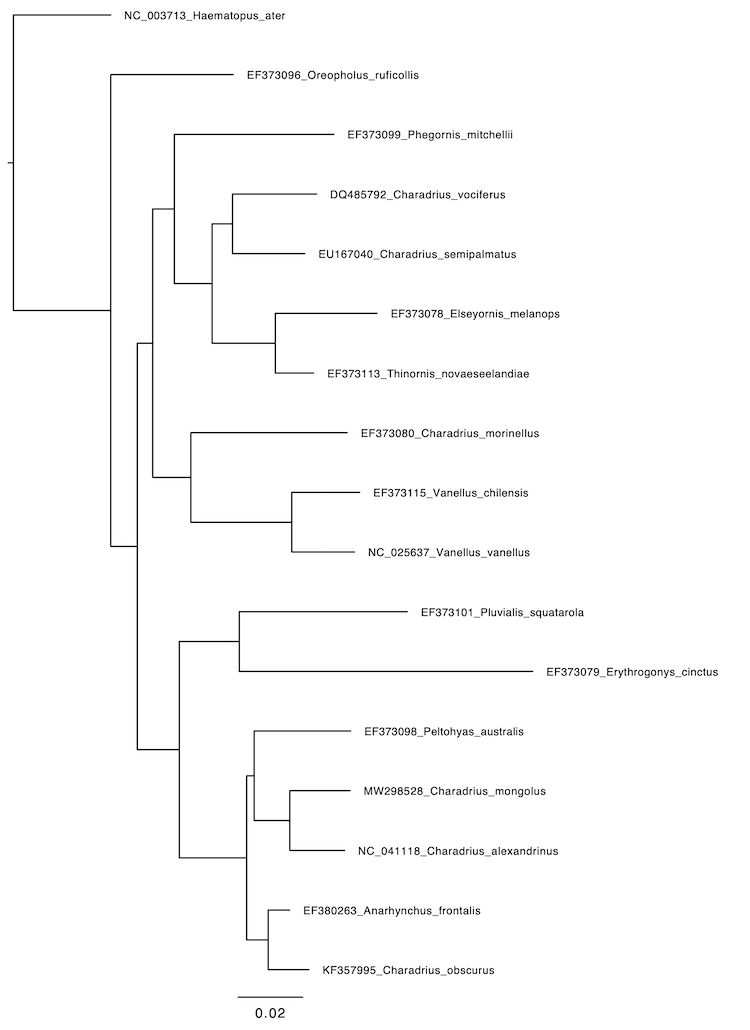 NC_003713_Haematopus_ater
EF373096_Oreopholus_ruficollis
EF373099_Phegornis_mitchellii
DQ485792_Charadrius_vociferus
EU167040_Charadrius_semipalmatus
EF373078_Elseyornis_melanops
EF373113_Thinornis_novaeseelandiae
EF373080_Charadrius_morinellus
EF373115_Vanellus_chilensis
NC_025637_Vanellus_vanellus
EF373101_Pluvialis_squatarola
EF373079_Erythrogonys_cinctus
EF373098_Peltohyas_australis
MW298528_Charadrius_mongolus
NC_041118_Charadrius_alexandrinus
EF380263_Anarhynchus_frontalis
KF357995_Charadrius_obscurus
0.02